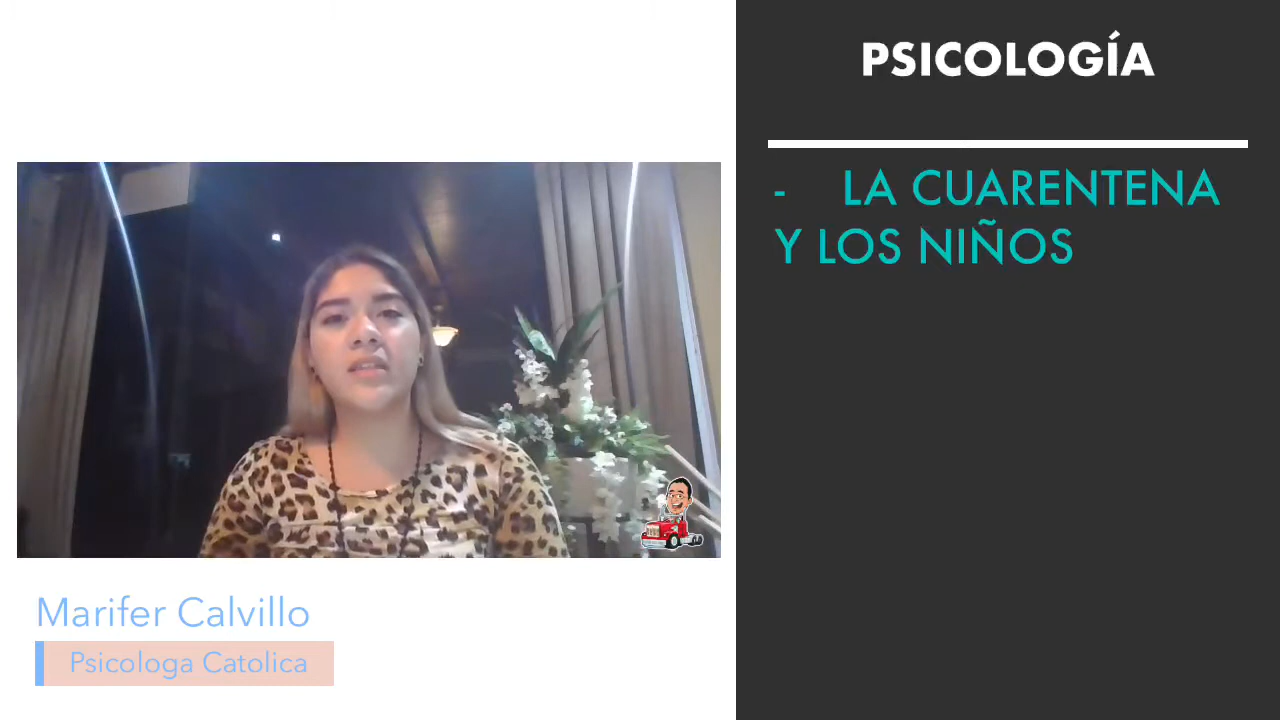 PSICOLOGÍA
- LA CUARENTENA
Y LOS NIÑOS
Marifer Calvillo
Psicologa Catolica